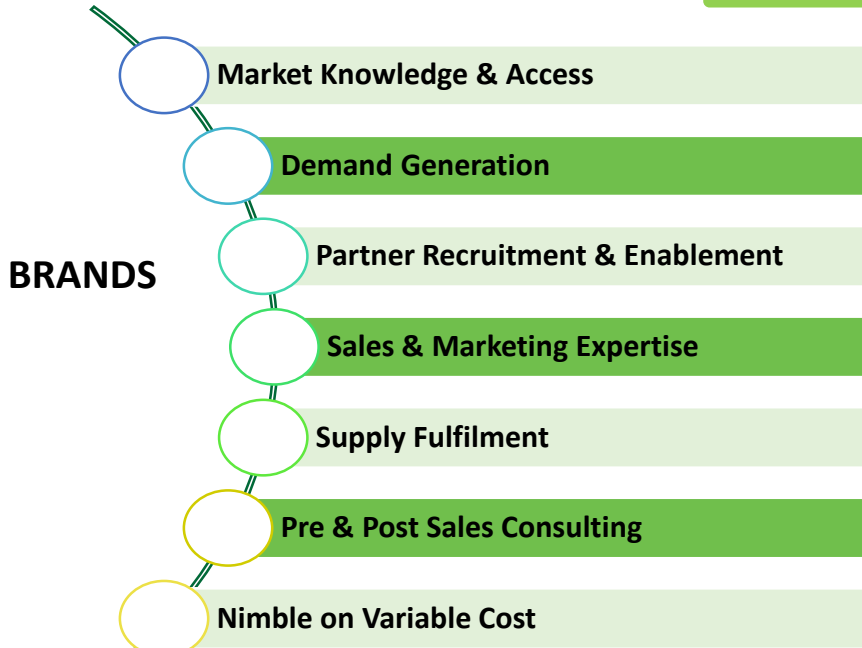 Market Knowledge & Access
Demand Generation
Partner Recruitment & Enablement
BRANDS
Sales & Marketing Expertise
Supply Fulfilment
Pre & Post Sales Consulting
Nimble on Variable Cost